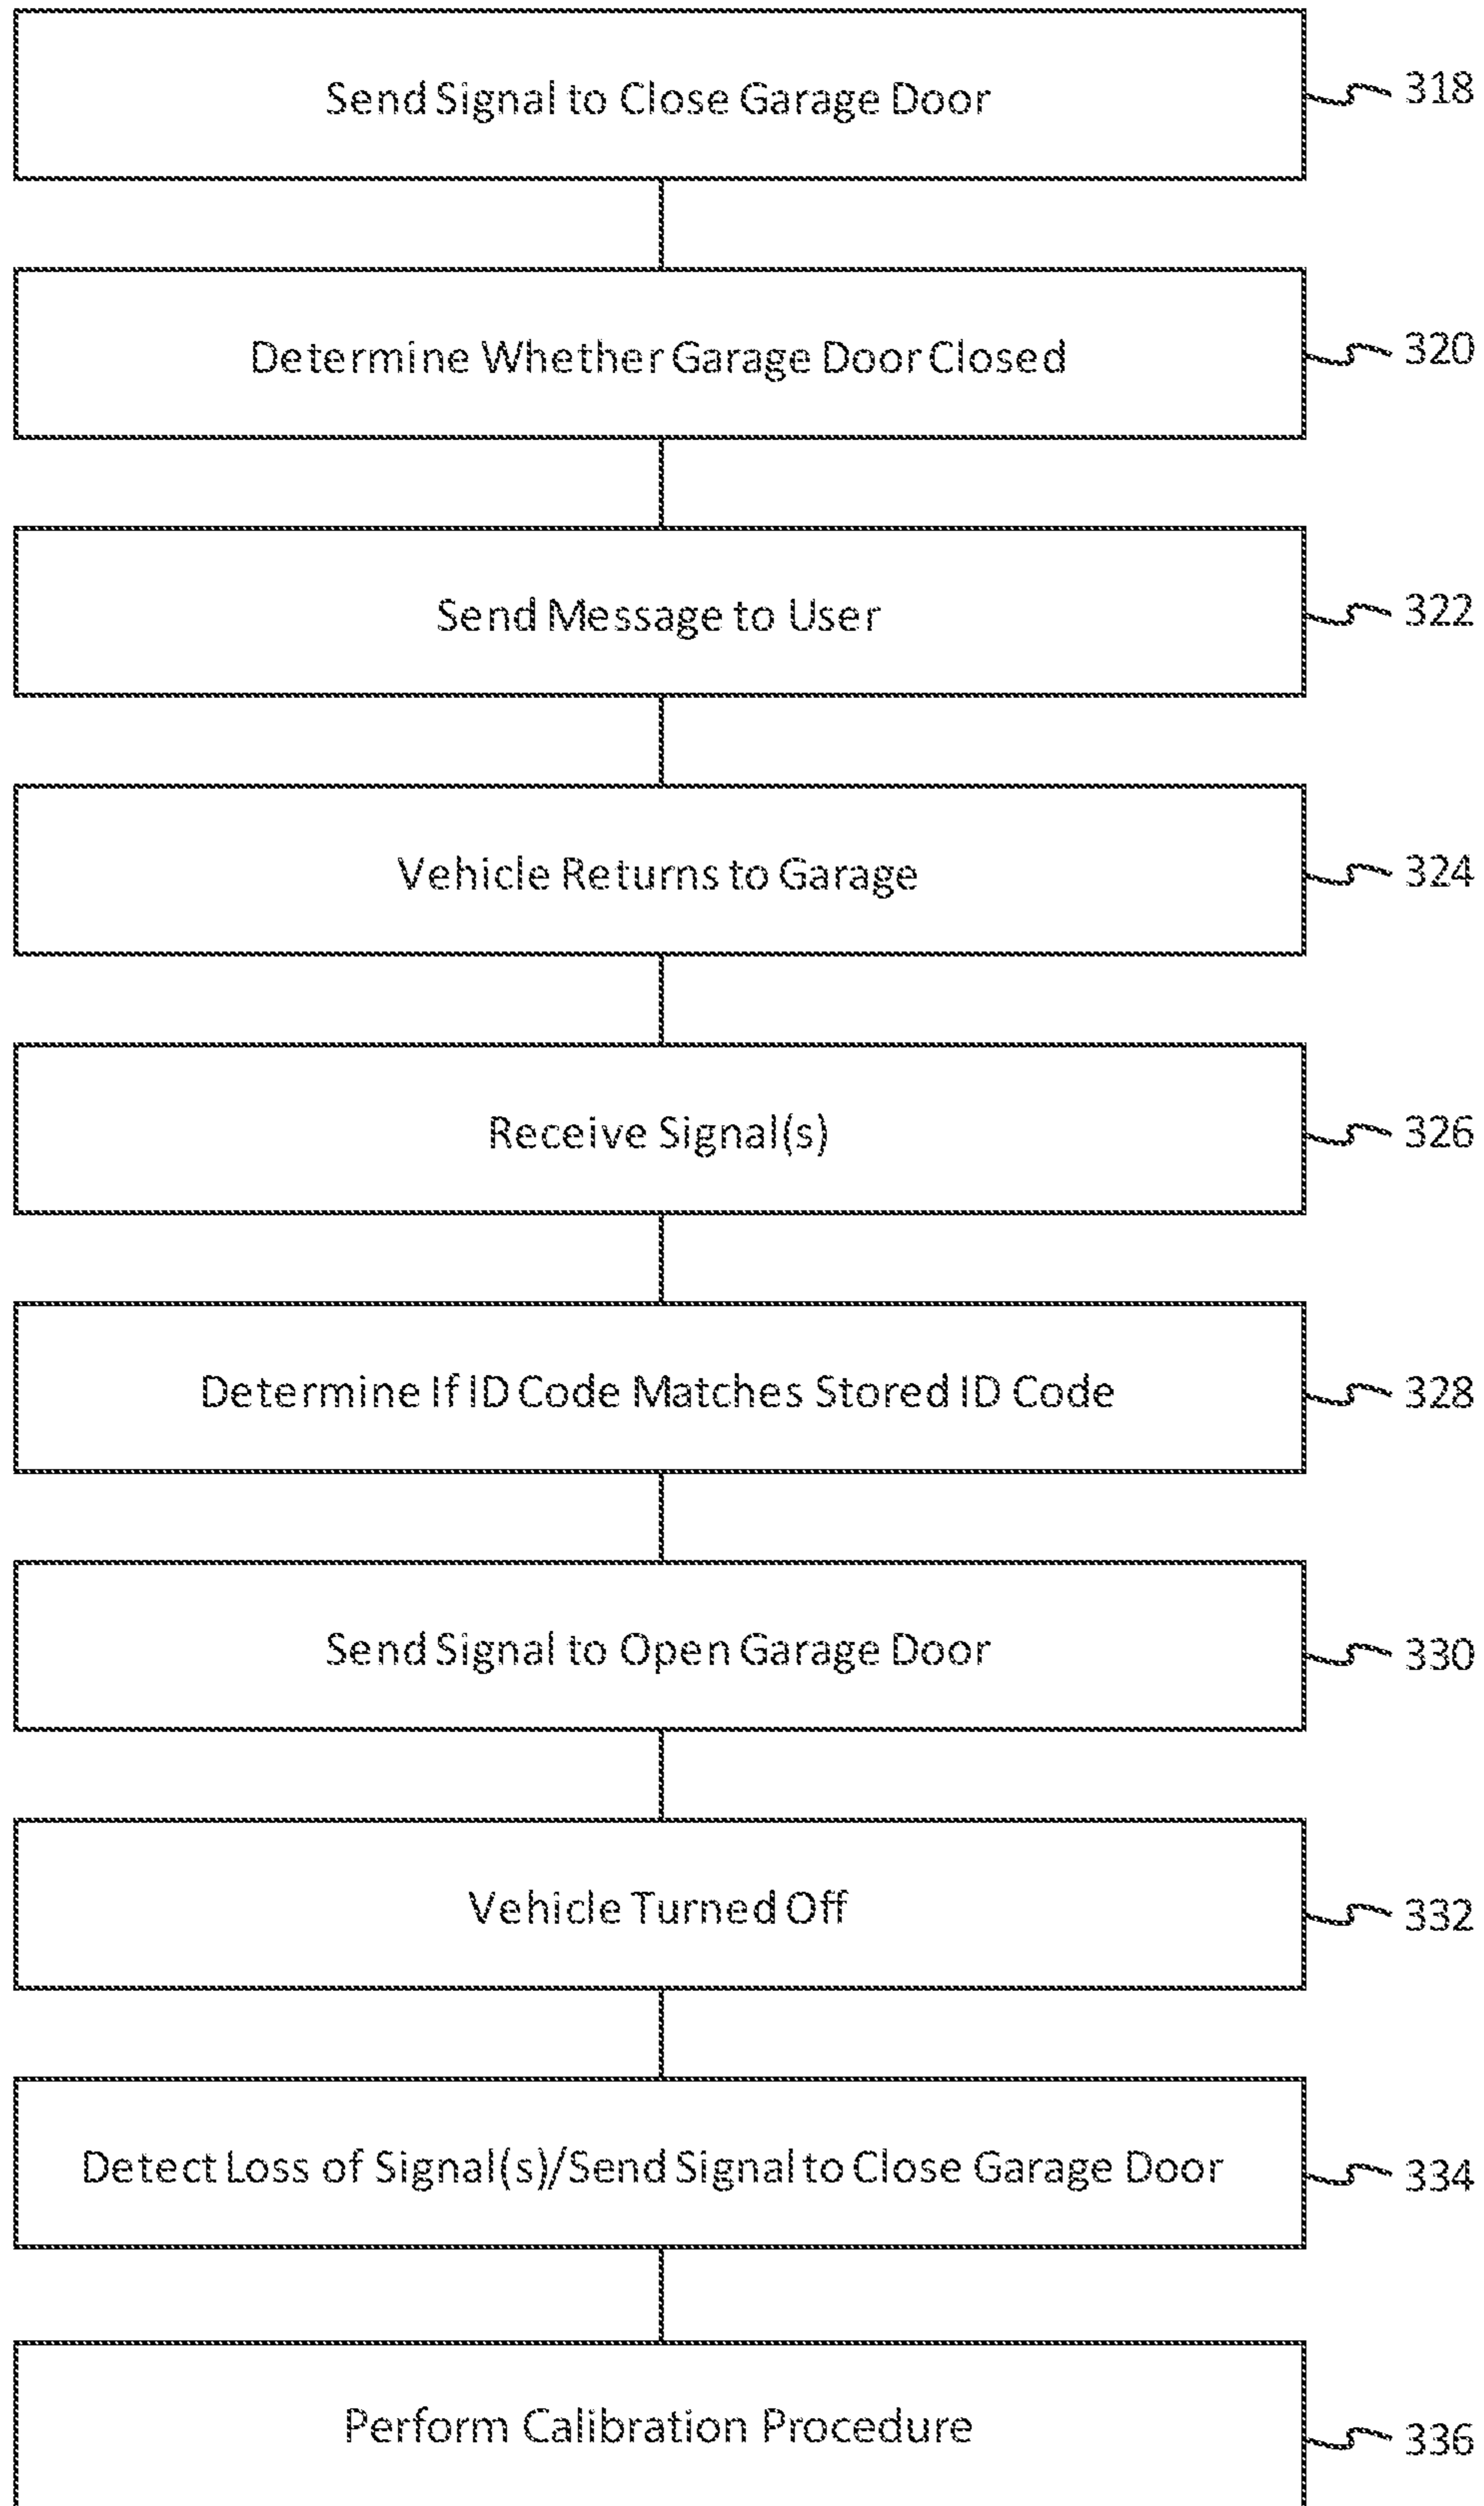 Send Signal to Close Garage Door 318
Determine Whether Garage Door Closed 320
Send Message to User 322
Vehicle Returns to Garage 324
Receive Signal(s) 326
Determine If ID Code Matches Stored ID Code 328
Send Signal to Open Garage Door 330
Vehicle Turned Off 332
Detect Loss of Signal(s)/Send Signal to Close Garage Door 334
Perform Calibration Procedure 336